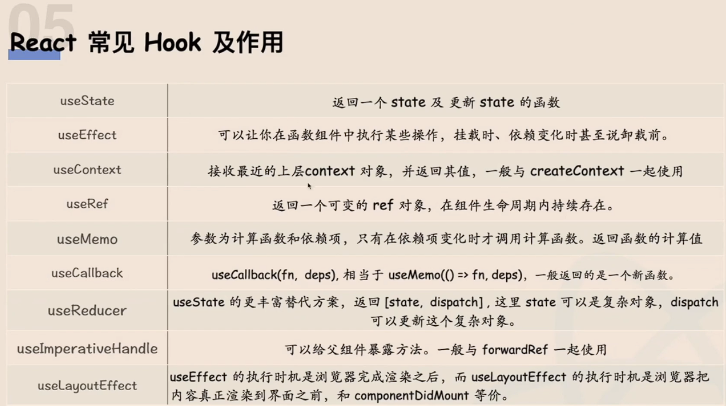 05
React 常见 Hook 及作用
useState 返回一个 state 及 更新 state 的函数
useEffect 可以让你在函数组件中执行某些操作，挂载时、依赖变化时甚至说卸载前。
useContext 接收最近的上层context 对象，并返回其值，一般与 createContext 一起使用
useRef 返回一个可变的 ref 对象，在组件生命周期内持续存在。
useMemo 参数为计算函数和依赖项，只有在依赖项变化时才调用计算函数。返回函数的计算值
useCallback useCallback(fn, deps), 相当于 useMemo(() => fn, deps)，一般返回的是一个新函数。
useReducer useState 的更丰富替代方案，返回 [state, dispatch] , 这里 state 可以是复杂对象，dispatch
可以更新这个复杂对象。
useImperativeHandle 可以给父组件暴露方法。一般与 forwardRef 一起使用
useLayoutEffect useEffect 的执行时机是浏览器完成渲染之后，而 useLayoutEffect 的执行时机是浏览器把
内容真正渲染到界面之前，和 componentDidMount 等价。